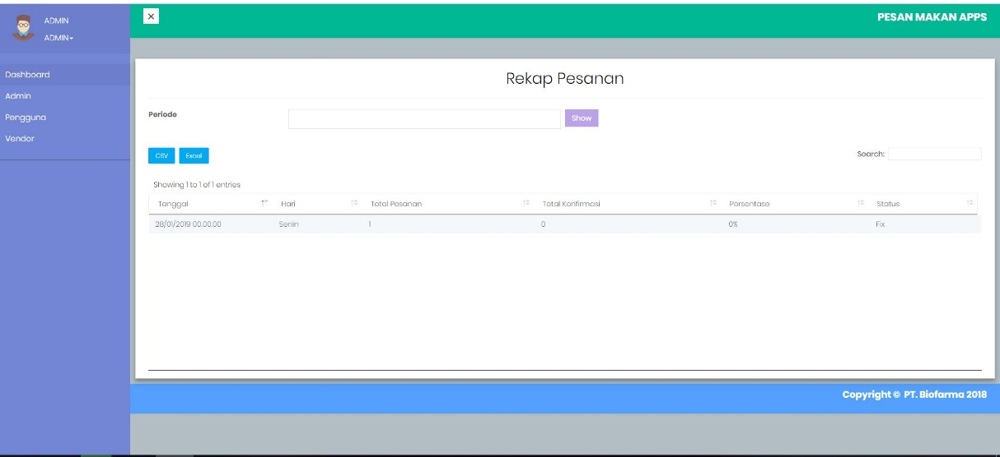 ADMIN
ADMIN
PESAN MAKAN APPS
Dashboard
Admin
Pengguna
Vendor
Rekap Pesanan
Periode
Show
CSV Excel
Search:
Showing 1 to 1 of 1 entries
Tanggal Hari Total Pesanan Total Konfirmasi Persentase Status
28/01/2019 00.00.00 Senin 1 0 0% Fix
Copyright © PT. Biofarma 2018